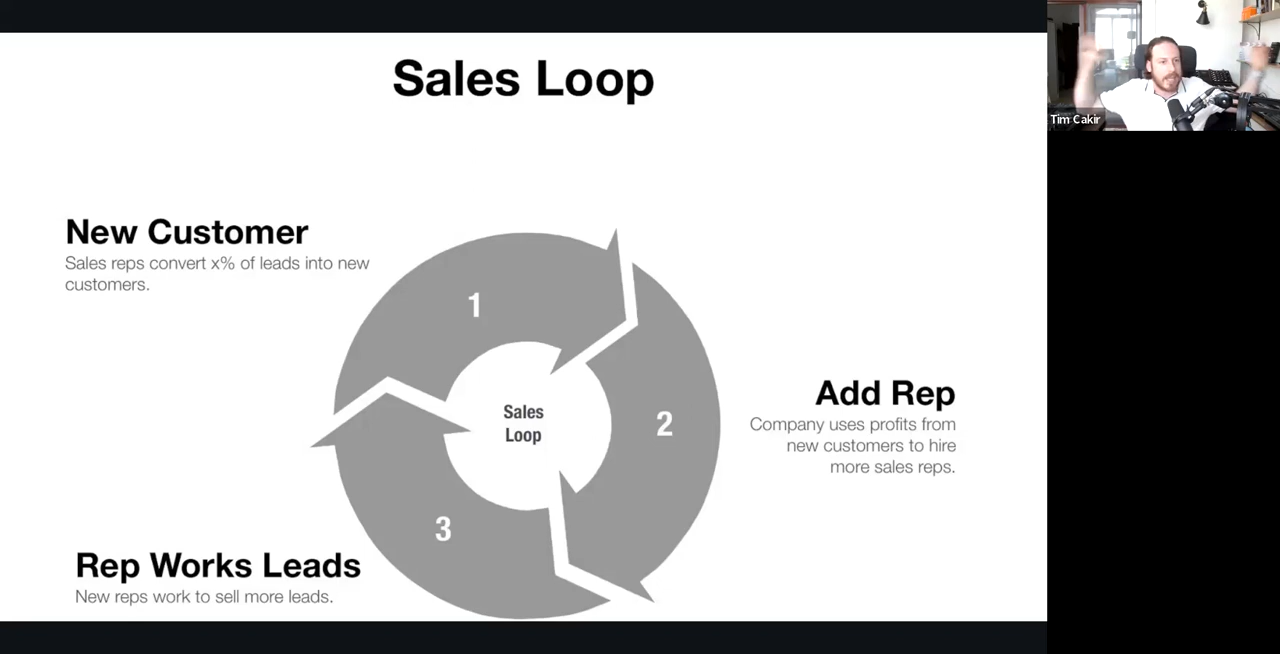 Sales Loop
Tim Cakir
New Customer
Sales reps convert x% of leads into new
customers.
1
Add Rep
Company uses profits from
new customers to hire
more sales reps.
2
Sales
Loop
3
Rep Works Leads
New reps work to sell more leads.